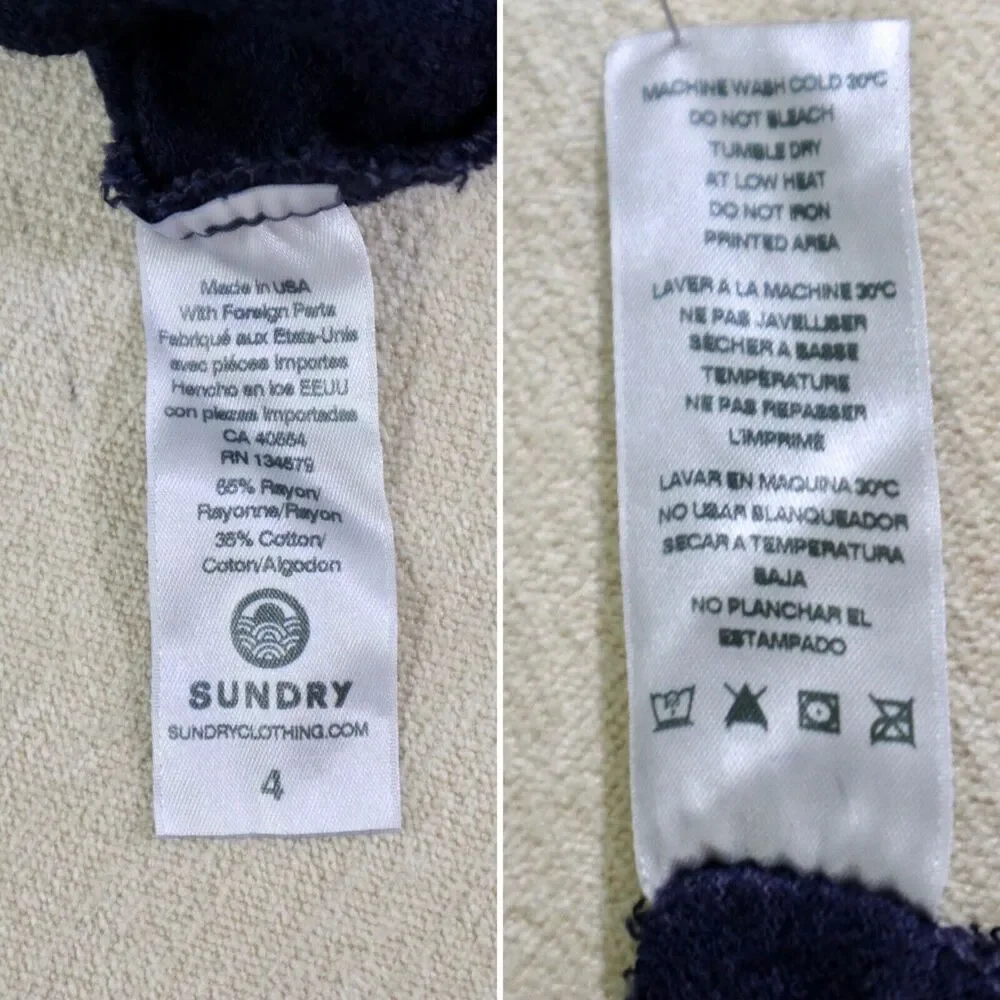 Made in USA
With Foreign Parts
Fabriqué aux Etats-Unis
avec pièces importes
Hencho en los EEUU
con piezas importadas
CA 40554
RN 134579
65% Rayon/
Rayonne/Rayon
35% Cotton/
Coton/Algodon
SUNDRY
SUNDRYCLOTHING.COM
4
MACHINE WASH COLD 30°C
DO NOT BLEACH
TUMBLE DRY
AT LOW HEAT
DO NOT IRON
PRINTED AREA
LAVER A LA MACHINE 30°C
NE PAS JAVELLISER
SECHER A BASSE
TEMPÉRATURE
NE PAS REPASSER
L'IMPRIMÉ
LAVAR EN MAQUINA 30°C
NO USAR BLANQUEADOR
SECAR A TEMPERATURA
BAJA
NO PLANCHAR EL
ESTAMPADO